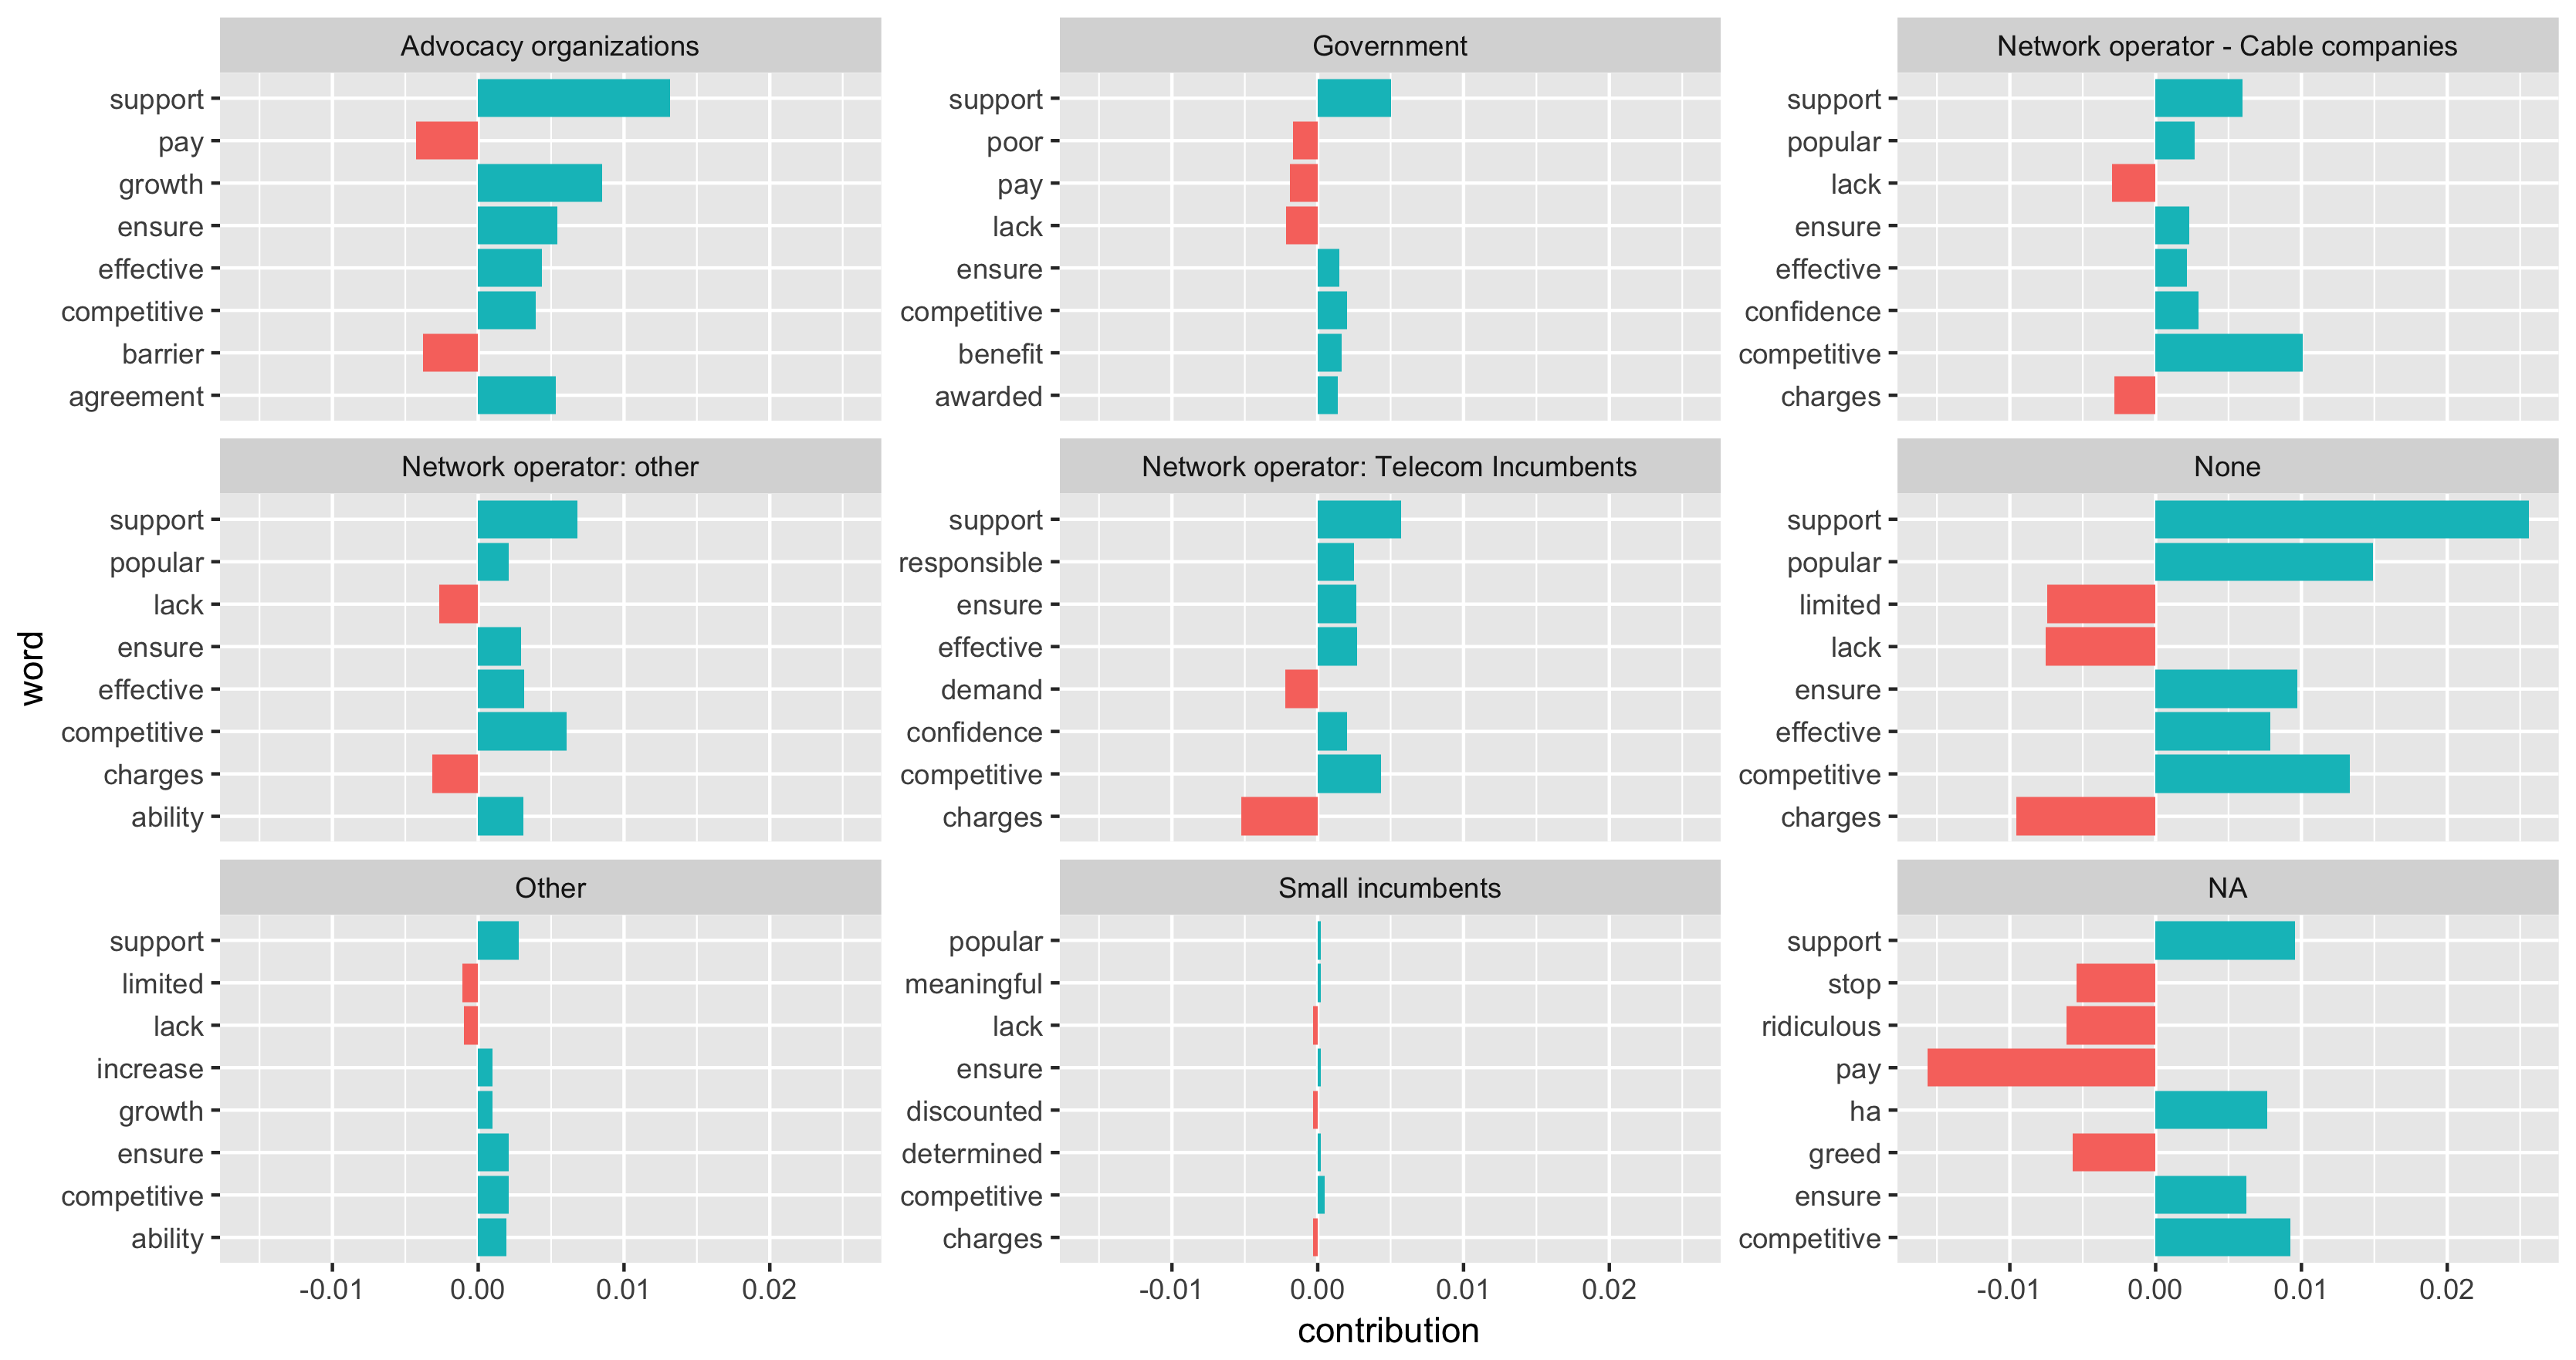 Advocacy organizations
support
pay
growth
ensure
effective
competitive
barrier
agreement
Government
support
poor
pay
lack
ensure
competitive
benefit
awarded
Network operator - Cable companies
support
popular
lack
ensure
effective
confidence
competitive
charges
word
Network operator: other
support
popular
lack
ensure
effective
competitive
charges
ability
Network operator: Telecom Incumbents
support
responsible
ensure
effective
demand
confidence
competitive
charges
None
support
popular
limited
lack
ensure
effective
competitive
charges
Other
support
limited
lack
increase
growth
ensure
competitive
ability
-0.01 0.00 0.01 0.02
Small incumbents
popular
meaningful
lack
ensure
discounted
determined
competitive
charges
-0.01 0.00 0.01 0.02
NA
support
stop
ridiculous
pay
ha
greed
ensure
competitive
-0.01 0.00 0.01 0.02
contribution